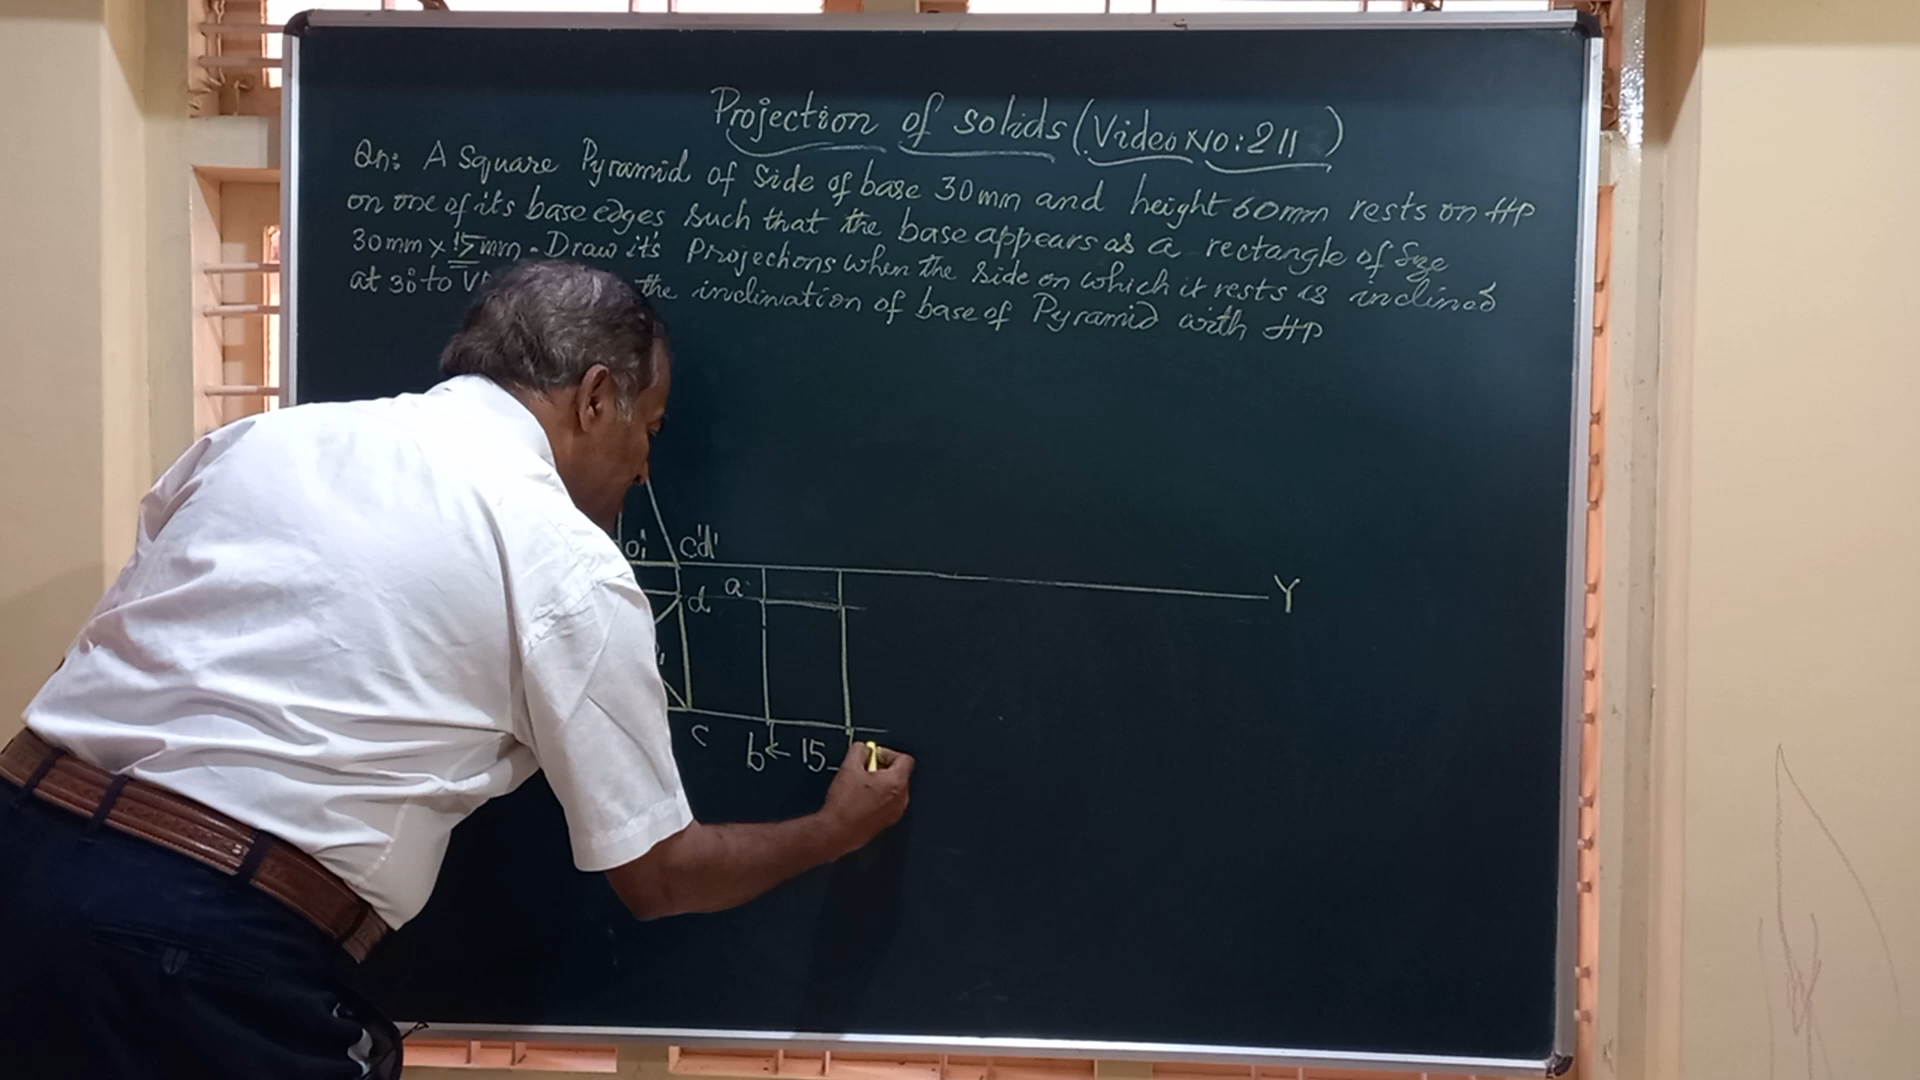 Projection of solids (Video No: 211)
Qn: A Square Pyramid of side of base 30mm and height 60mm rests on HP
on one of its base edges such that the base appears as a rectangle of Size
30mm x 15mm. Draw its Projections when the side on which it rests is inclined
at 30° to the inclination of base of Pyramid with HP
o1' c'd'
a d Y
c b ← 15